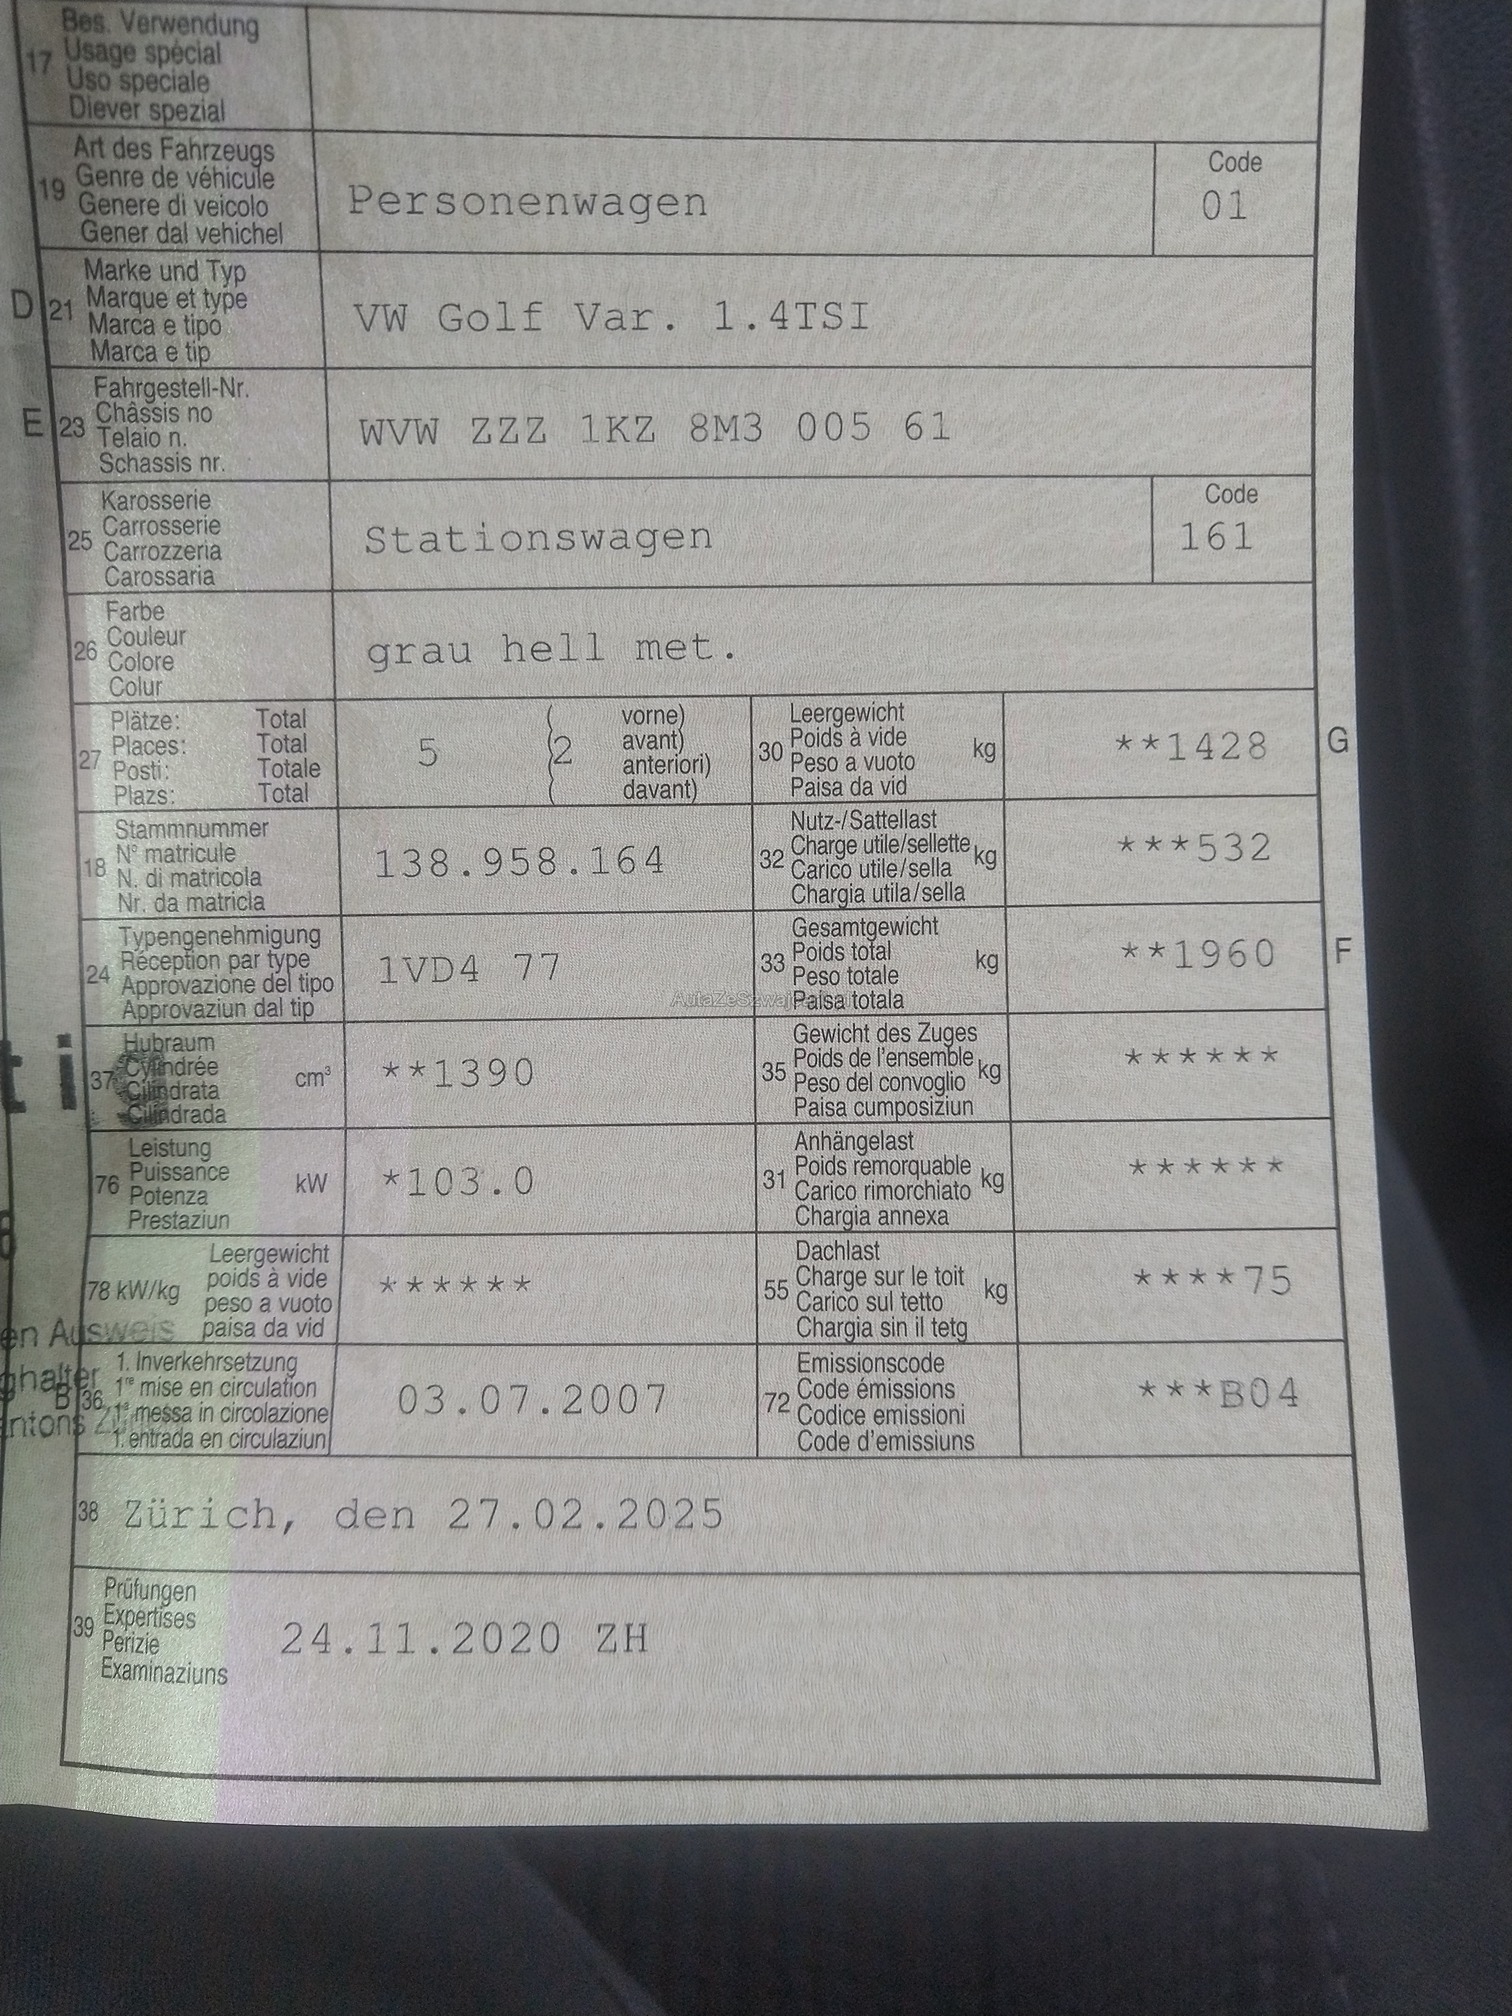 17
Bes. Verwendung
Usage spécial
Uso speciale
Diever spezial
19
Art des Fahrzeugs
Genre de véhicule
Genere di veicolo
Gener dal vehichel
Personenwagen
Code
01
D 21
Marke und Typ
Marque et type
Marca e tipo
Marca e tip
VW Golf Var. 1.4TSI
E 23
Fahrgestell-Nr.
Châssis no
Telaio n.
Schassis nr.
WVW ZZZ 1KZ 8M3 005 61
25
Karosserie
Carrosserie
Carrozzeria
Carossaria
Stationswagen
Code
161
26
Farbe
Couleur
Colore
Colur
grau hell met.
27
Plätze: Total
Places: Total
Posti: Totale
Plazs: Total
5
( vorne)
(2 avant)
anteriori)
( davant)
30
Leergewicht
Poids à vide kg
Peso a vuoto
Paisa da vid
**1428
G
18
Stammnummer
N° matricule
N. di matricola
Nr. da matricla
138.958.164
32
Nutz-/Sattellast
Charge utile/sellette kg
Carico utile/sella
Chargia utila/sella
***532
24
Typengenehmigung
Réception par type
Approvazione del tipo
Approvaziun dal tip
1VD4 77
33
Gesamtgewicht
Poids total kg
Peso totale
Paisa totala
**1960
F
ti
37
Hubraum
Cylindrée cm³
Cilindrata
Cilindrada
**1390
35
Gewicht des Zuges
Poids de l'ensemble kg
Peso del convoglio
Paisa cumposiziun
******
76
Leistung
Puissance kW
Potenza
Prestaziun
*103.0
31
Anhängelast
Poids remorquable kg
Carico rimorchiato
Chargia annexa
******
78 kW/kg
Leergewicht
poids à vide
peso a vuoto
paisa da vid
******
55
Dachlast
Charge sur le toit kg
Carico sul tetto
Chargia sin il tetg
****75
en Ausweis
B 36
1. Inverkehrsetzung
1re mise en circulation
1a messa in circolazione
1. entrada en circulaziun
03.07.2007
72
Emissionscode
Code émissions
Codice emissioni
Code d'emissiuns
***B04
38 Zürich, den 27.02.2025
39
Prüfungen
Expertises
Perizie
Examinaziuns
24.11.2020 ZH